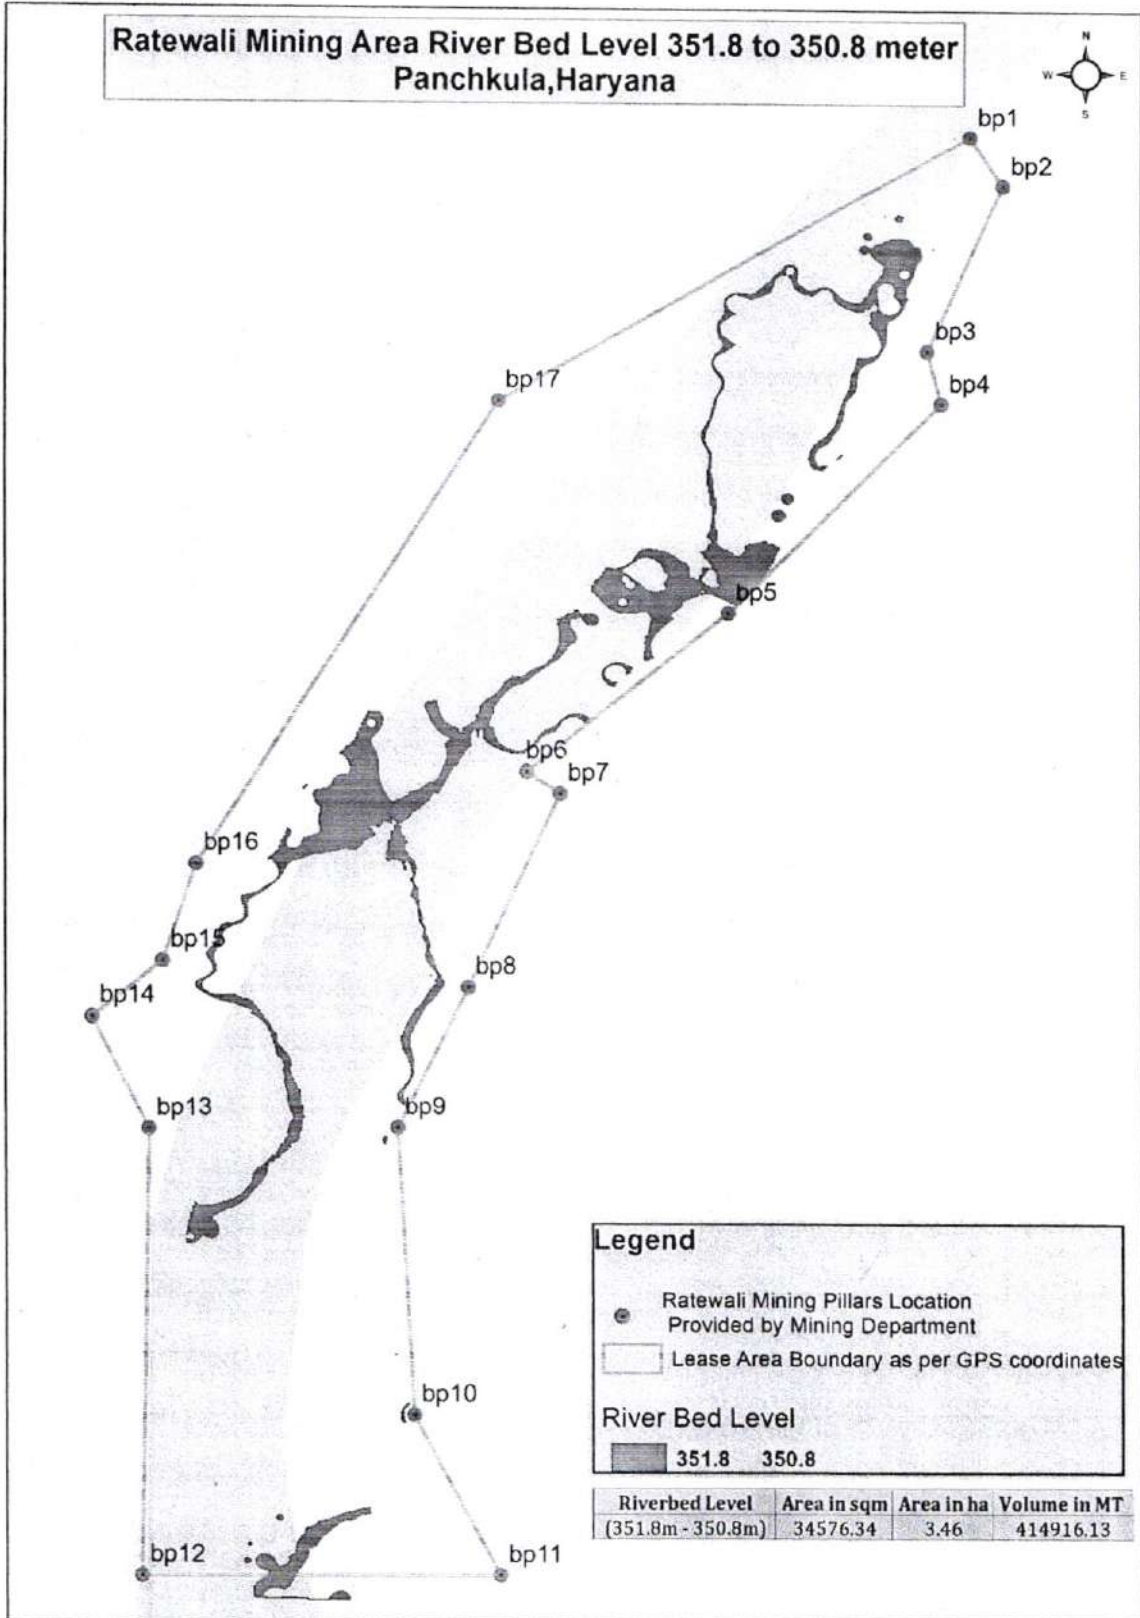 Ratewali Mining Area River Bed Level 351.8 to 350.8 meter
Panchkula,Haryana
N
W E
S
bp1
bp2
bp3
bp4
bp17
bp5
bp6
bp7
bp16
bp15
bp8
bp14
bp13
bp9
bp10
bp12
bp11
Legend
Ratewali Mining Pillars Location
Provided by Mining Department
Lease Area Boundary as per GPS coordinates
River Bed Level
351.8 350.8
Riverbed Level Area in sqm Area in ha Volume in MT
(351.8m - 350.8m) 34576.34 3.46 414916.13